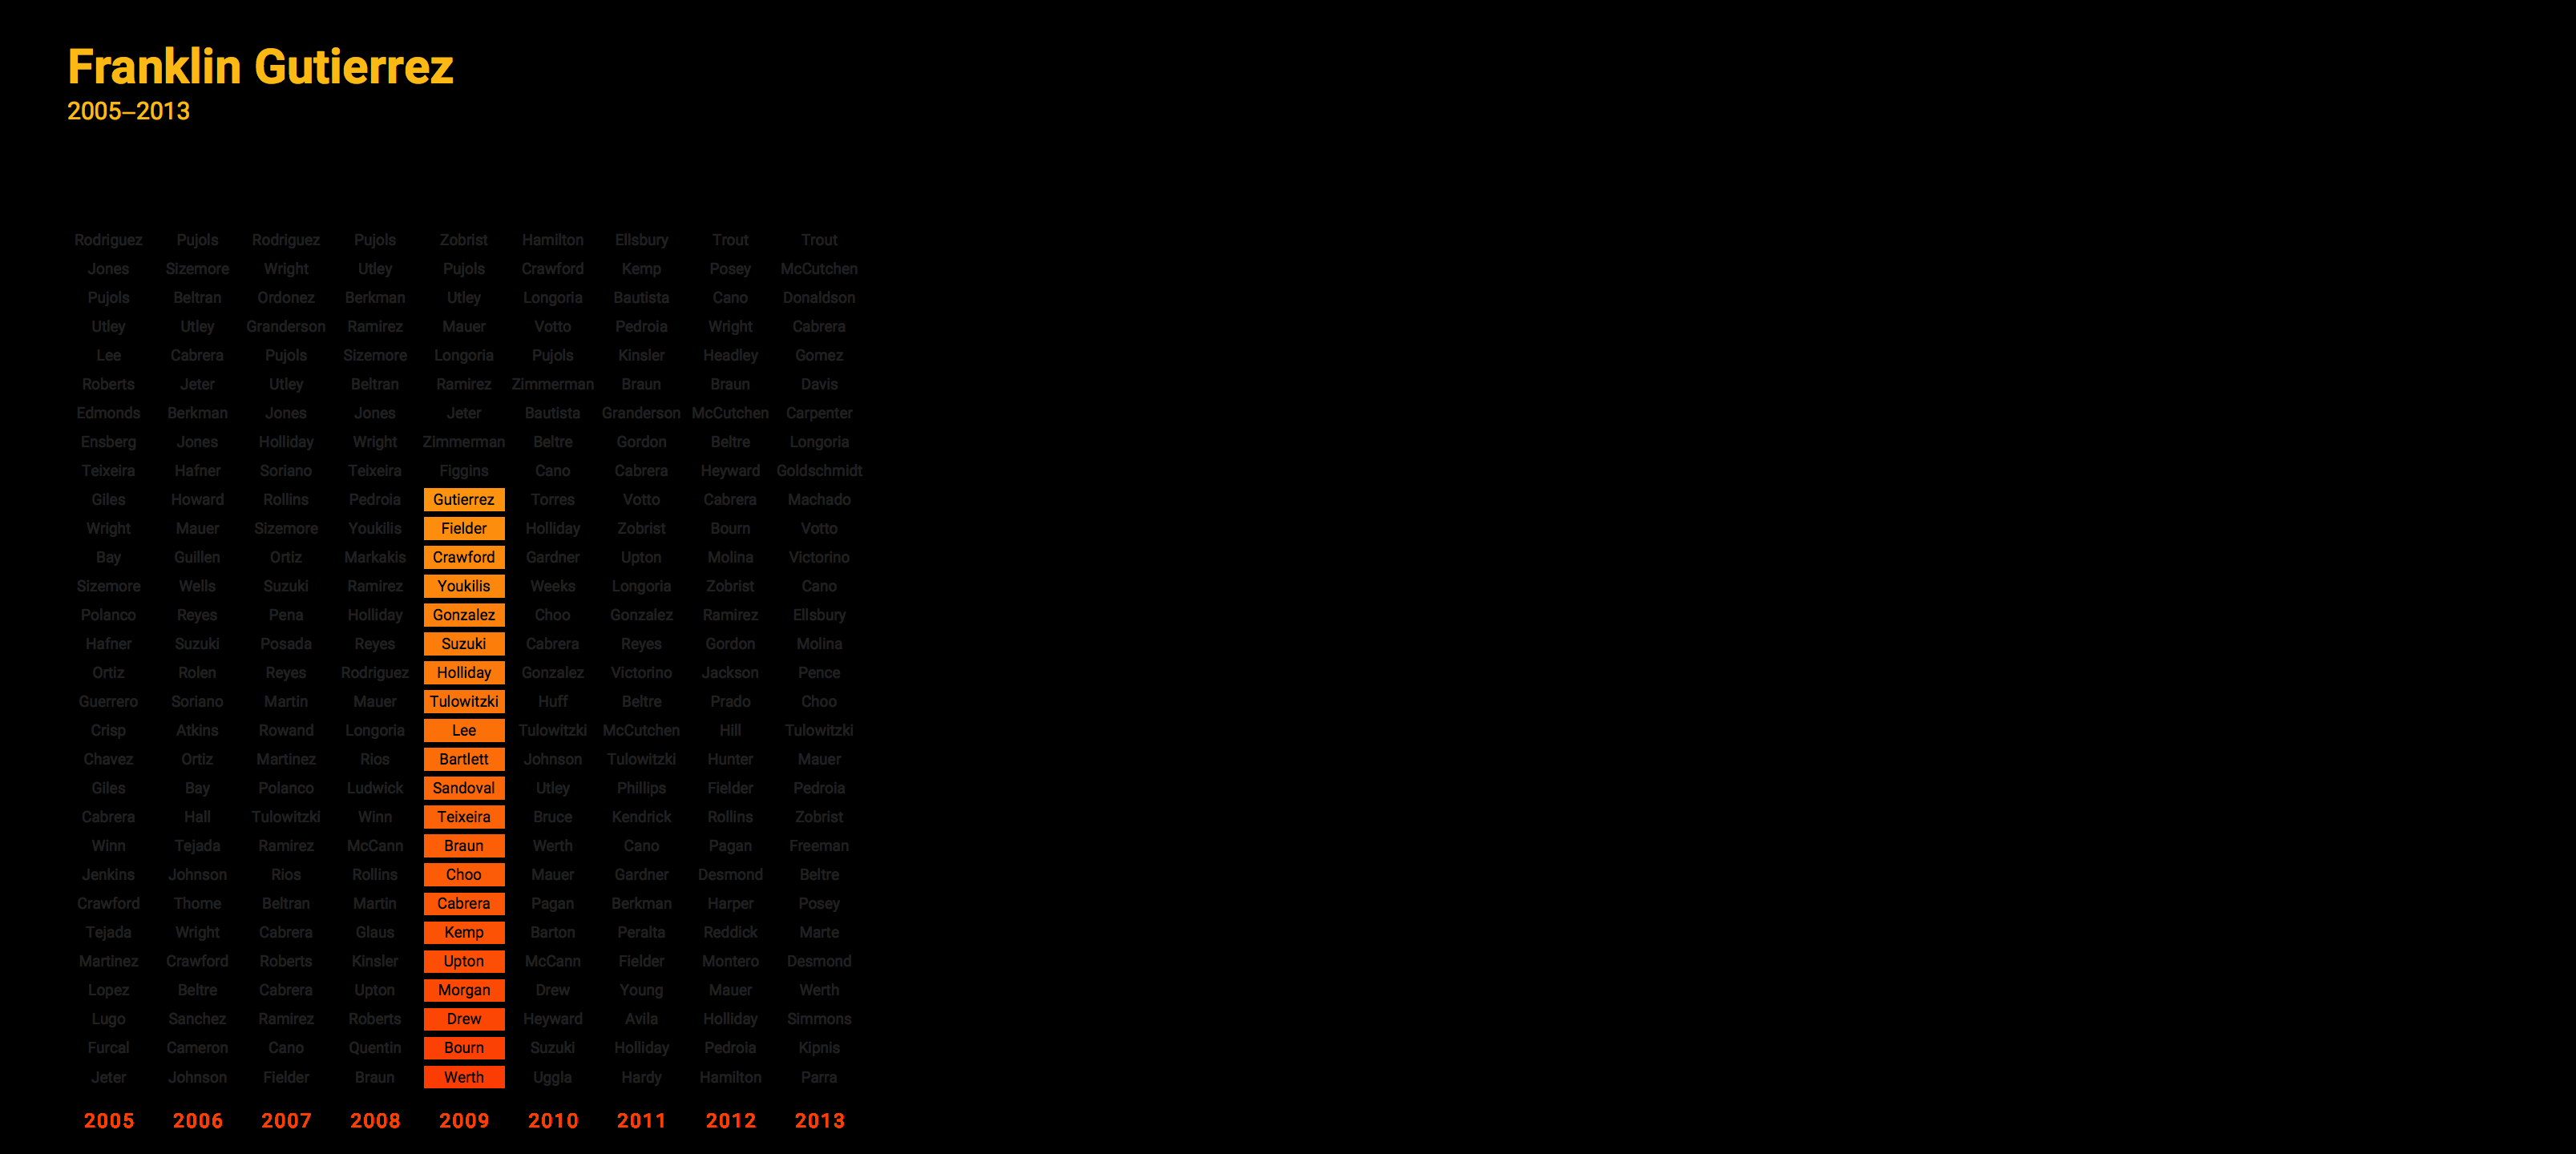 Franklin Gutierrez
2005–2013
Rodriguez Pujols Rodriguez Pujols Zobrist Hamilton Ellsbury Trout Trout
Jones Sizemore Wright Utley Pujols Crawford Kemp Posey McCutchen
Pujols Beltran Ordonez Berkman Utley Longoria Bautista Cano Donaldson
Utley Utley Granderson Ramirez Mauer Votto Pedroia Wright Cabrera
Lee Cabrera Pujols Sizemore Longoria Pujols Kinsler Headley Gomez
Roberts Jeter Utley Beltran Ramirez Zimmerman Braun Braun Davis
Edmonds Berkman Jones Jones Jeter Bautista Granderson McCutchen Carpenter
Ensberg Jones Holliday Wright Zimmerman Beltre Gordon Beltre Longoria
Teixeira Hafner Soriano Teixeira Figgins Cano Cabrera Heyward Goldschmidt
Giles Howard Rollins Pedroia Gutierrez Torres Votto Cabrera Machado
Wright Mauer Sizemore Youkilis Fielder Holliday Zobrist Bourn Votto
Bay Guillen Ortiz Markakis Crawford Gardner Upton Molina Victorino
Sizemore Wells Suzuki Ramirez Youkilis Weeks Longoria Zobrist Cano
Polanco Reyes Pena Holliday Gonzalez Choo Gonzalez Ramirez Ellsbury
Hafner Suzuki Posada Reyes Suzuki Cabrera Reyes Gordon Molina
Ortiz Rolen Reyes Rodriguez Holliday Gonzalez Victorino Jackson Pence
Guerrero Soriano Martin Mauer Tulowitzki Huff Beltre Prado Choo
Crisp Atkins Rowand Longoria Lee Tulowitzki McCutchen Hill Tulowitzki
Chavez Ortiz Martinez Rios Bartlett Johnson Tulowitzki Hunter Mauer
Giles Bay Polanco Ludwick Sandoval Utley Phillips Fielder Pedroia
Cabrera Hall Tulowitzki Winn Teixeira Bruce Kendrick Rollins Zobrist
Winn Tejada Ramirez McCann Braun Werth Cano Pagan Freeman
Jenkins Johnson Rios Rollins Choo Mauer Gardner Desmond Beltre
Crawford Thome Beltran Martin Cabrera Pagan Berkman Harper Posey
Tejada Wright Cabrera Glaus Kemp Barton Peralta Reddick Marte
Martinez Crawford Roberts Kinsler Upton McCann Fielder Montero Desmond
Lopez Beltre Cabrera Upton Morgan Drew Young Mauer Werth
Lugo Sanchez Ramirez Roberts Drew Heyward Avila Holliday Simmons
Furcal Cameron Cano Quentin Bourn Suzuki Holliday Pedroia Kipnis
Jeter Johnson Fielder Braun Werth Uggla Hardy Hamilton Parra
2005 2006 2007 2008 2009 2010 2011 2012 2013